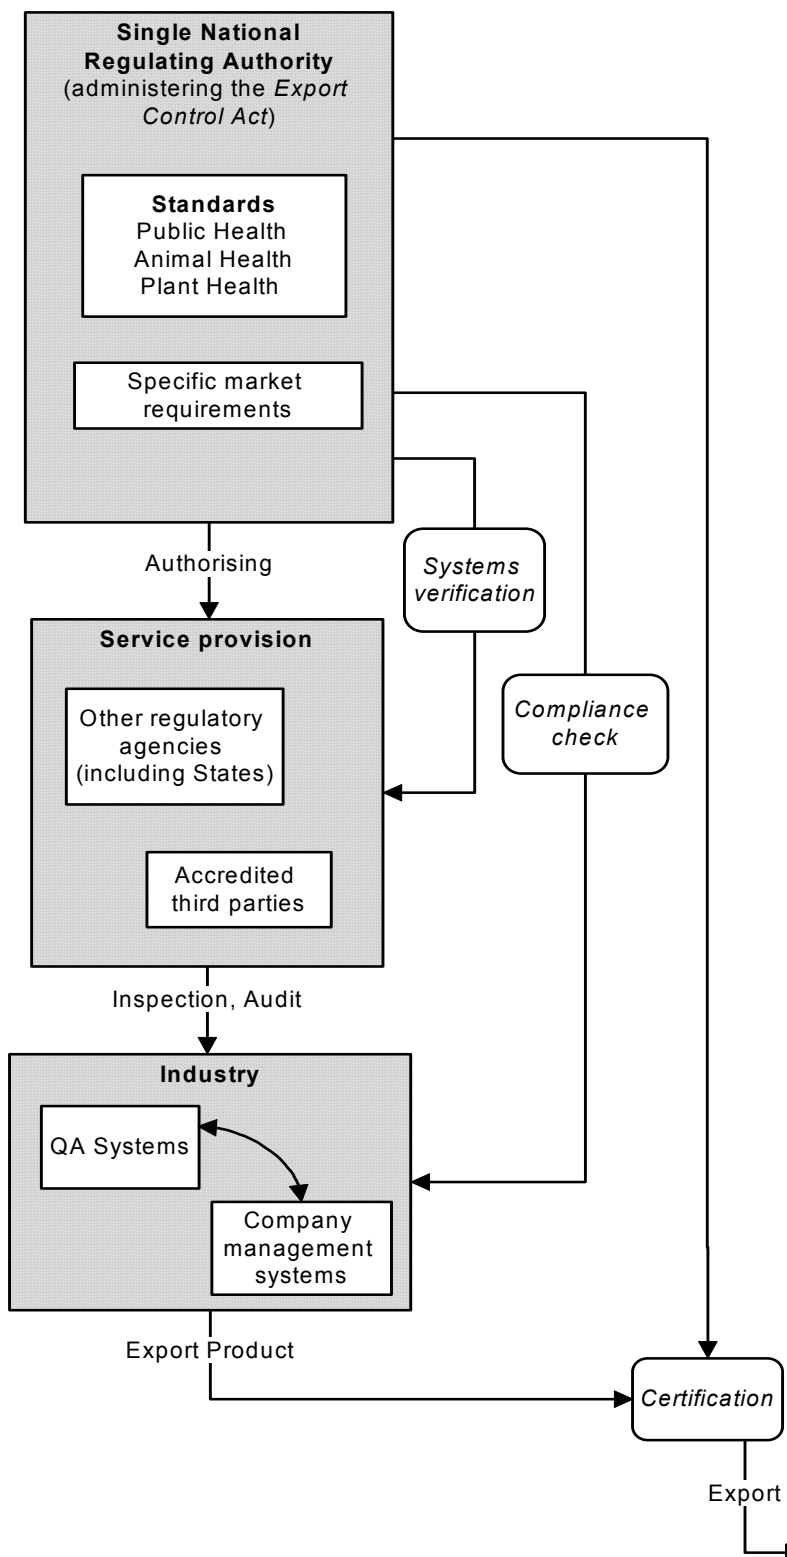 Single National
Regulating Authority
(administering the Export
Control Act)
Standards
Public Health
Animal Health
Plant Health
Specific market
requirements
Authorising
Systems
verification
Service provision
Other regulatory
agencies
(including States)
Compliance
check
Accredited
third parties
Inspection, Audit
Industry
QA Systems
Company
management
systems
Export Product
Certification
Export